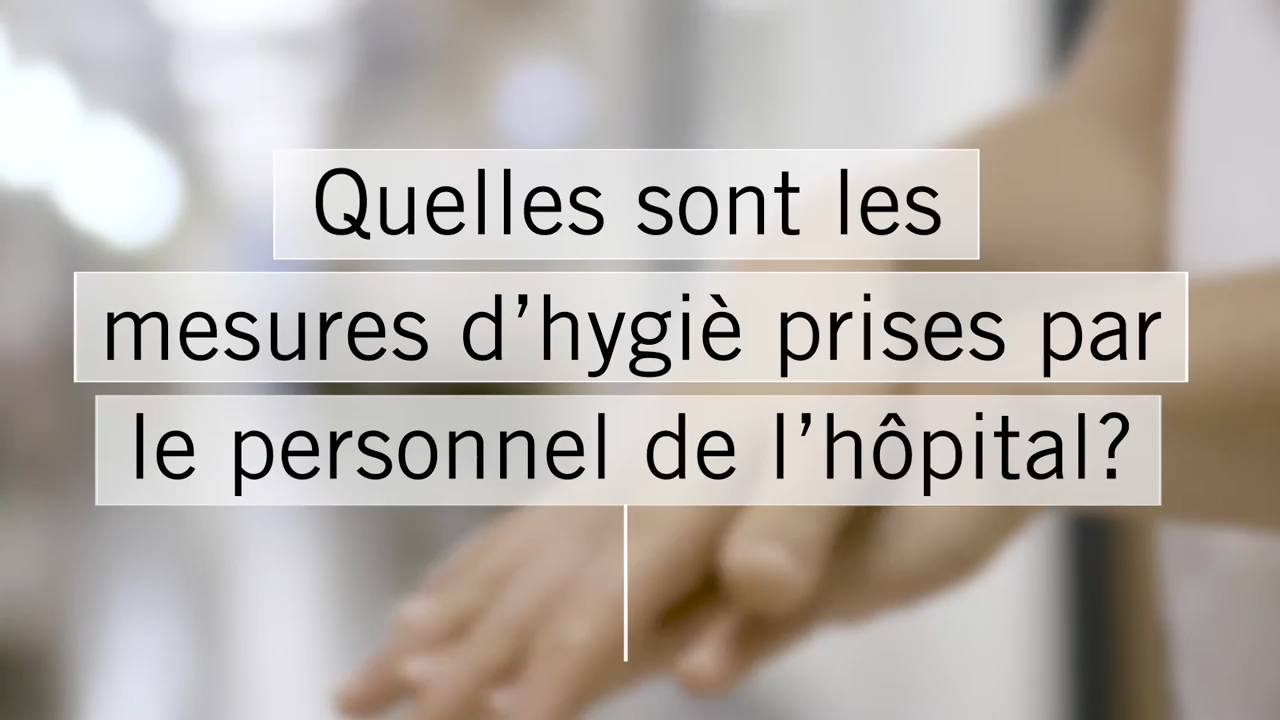 Quelles sont les
mesures d’hygiè prises par
le personnel de l’hôpital?